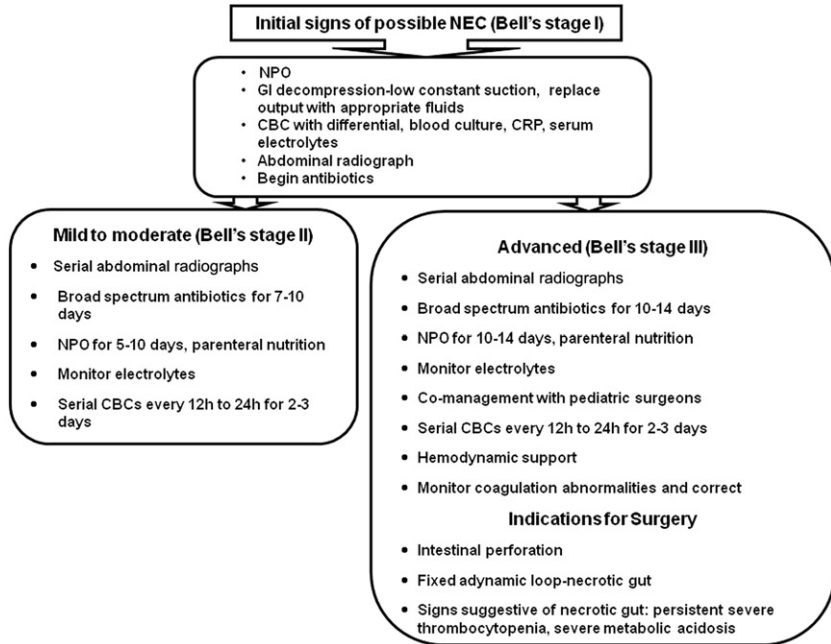 Initial signs of possible NEC (Bell's stage I)
• NPO
• GI decompression-low constant suction, replace
output with appropriate fluids
• CBC with differential, blood culture, CRP, serum
electrolytes
• Abdominal radiograph
• Begin antibiotics
Mild to moderate (Bell's stage II)
• Serial abdominal radiographs
• Broad spectrum antibiotics for 7-10
days
• NPO for 5-10 days, parenteral nutrition
• Monitor electrolytes
• Serial CBCs every 12h to 24h for 2-3
days
Advanced (Bell's stage III)
• Serial abdominal radiographs
• Broad spectrum antibiotics for 10-14 days
• NPO for 10-14 days, parenteral nutrition
• Monitor electrolytes
• Co-management with pediatric surgeons
• Serial CBCs every 12h to 24h for 2-3 days
• Hemodynamic support
• Monitor coagulation abnormalities and correct
Indications for Surgery
• Intestinal perforation
• Fixed adynamic loop-necrotic gut
• Signs suggestive of necrotic gut: persistent severe
thrombocytopenia, severe metabolic acidosis